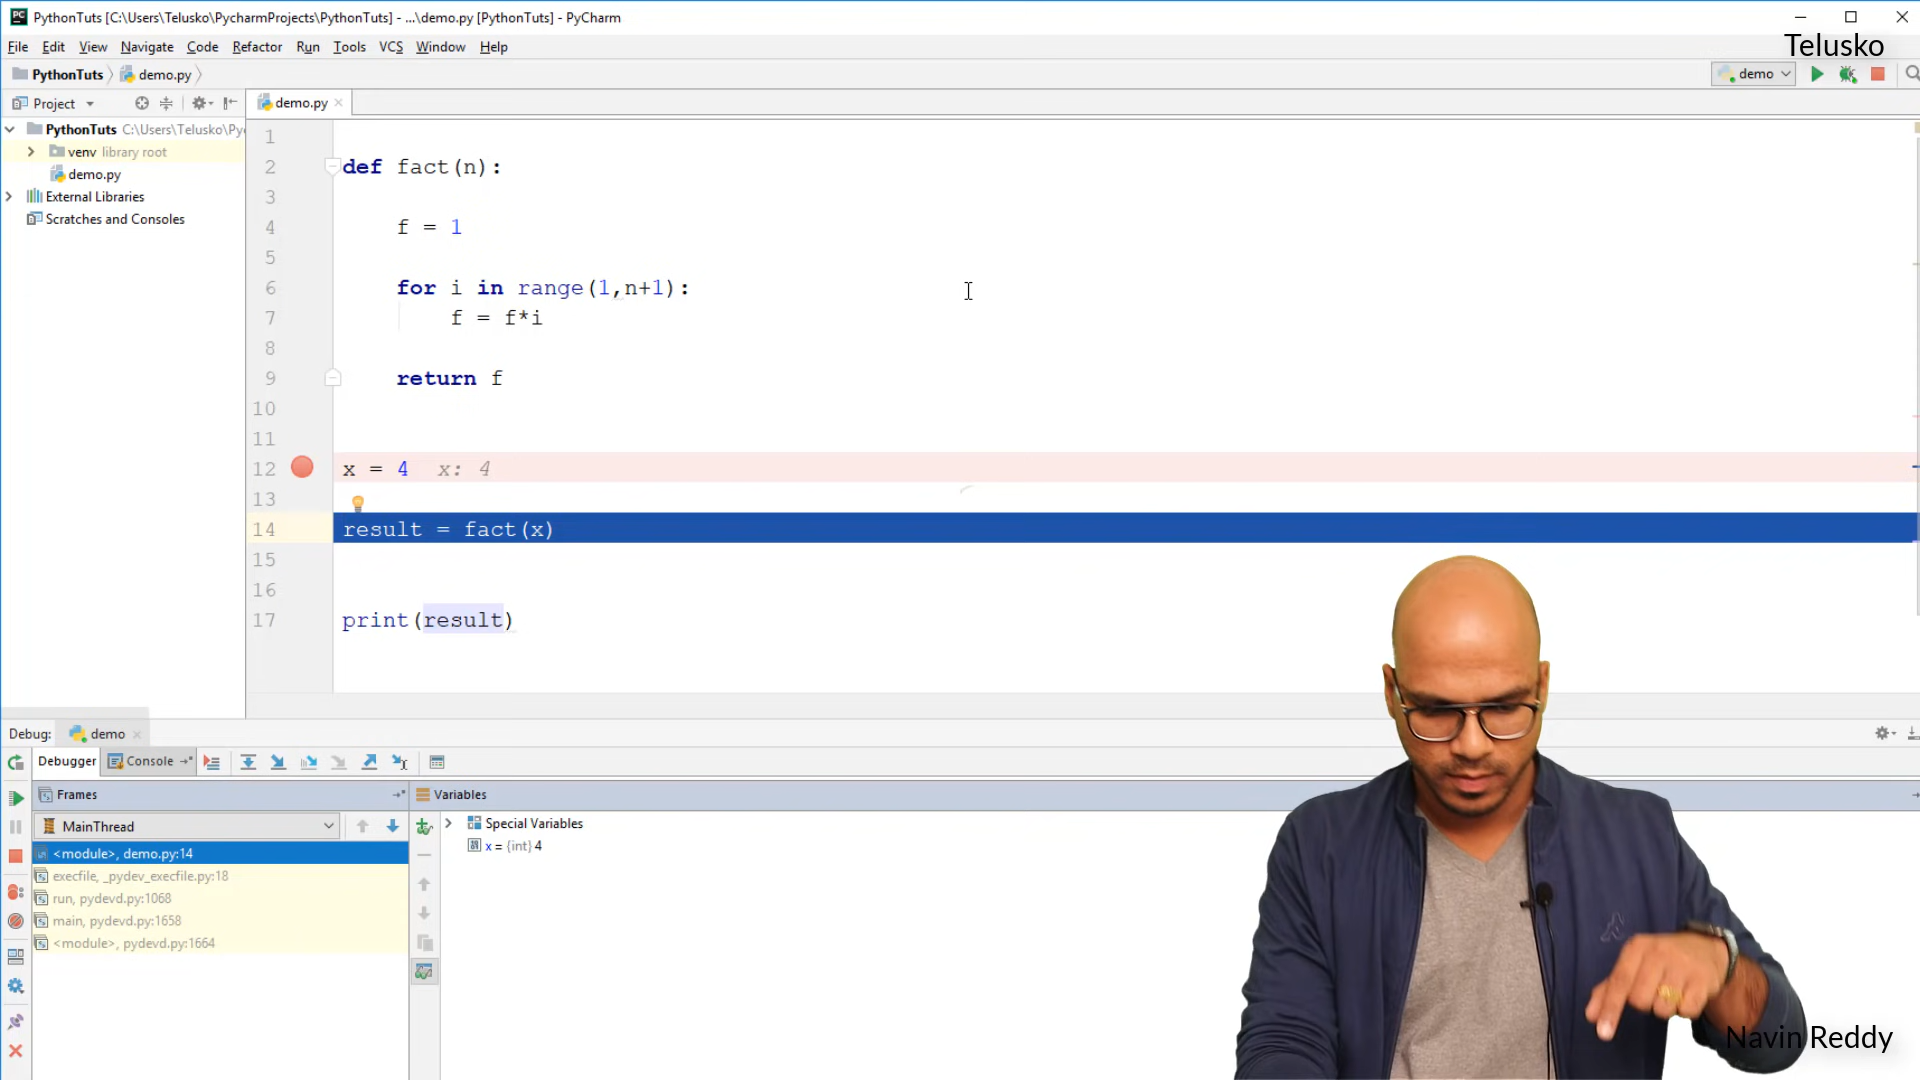 PythonTuts [C:\Users\Telusko\PycharmProjects\PythonTuts] - ...\demo.py [PythonTuts] - PyCharm
File Edit View Navigate Code Refactor Run Tools VCS Window Help
Telusko
PythonTuts demo.py
demo
Project
demo.py
PythonTuts C:\Users\Telusko\Py
venv library root
demo.py
External Libraries
Scratches and Consoles
1
2 def fact(n):
3
4 f = 1
5
6 for i in range(1,n+1):
7 f = f*i
8
9 return f
10
11
12 x = 4 x: 4
13
14 result = fact(x)
15
16
17 print(result)
Debug: demo
Debugger Console
Frames
Variables
MainThread
<module>, demo.py:14
execfile, _pydev_execfile.py:18
run, pydevd.py:1068
main, pydevd.py:1658
<module>, pydevd.py:1664
Special Variables
x = {int} 4
Navin Reddy